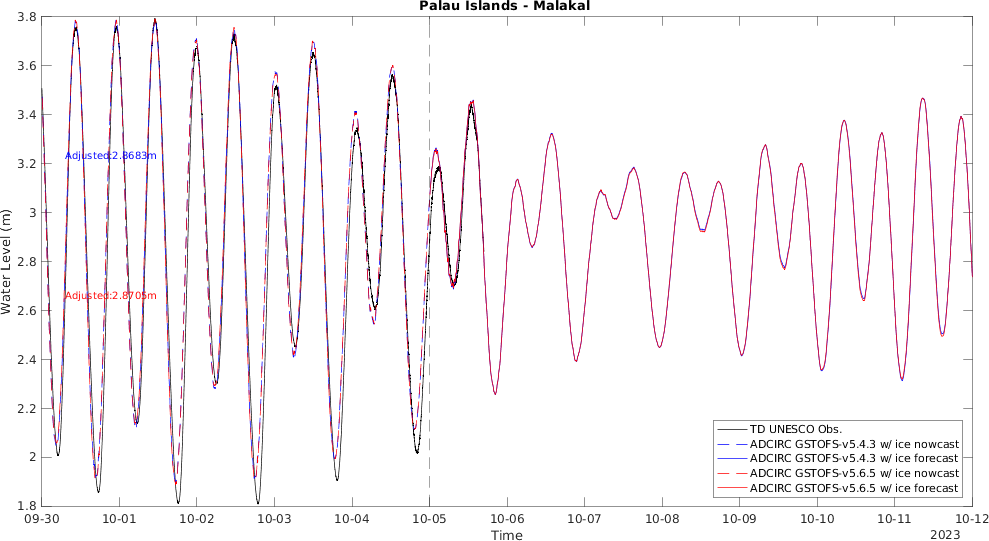 Palau Islands - Malakal
3.8
3.6
3.4
3.2
3
2.8
2.6
2.4
2.2
2
1.8
Water Level (m)
Adjusted:2.8683m
Adjusted:2.8705m
TD UNESCO Obs.
ADCIRC GSTOFS-v5.4.3 w/ ice nowcast
ADCIRC GSTOFS-v5.4.3 w/ ice forecast
ADCIRC GSTOFS-v5.6.5 w/ ice nowcast
ADCIRC GSTOFS-v5.6.5 w/ ice forecast
09-30 10-01 10-02 10-03 10-04 10-05 10-06 10-07 10-08 10-09 10-10 10-11 10-12
Time
2023